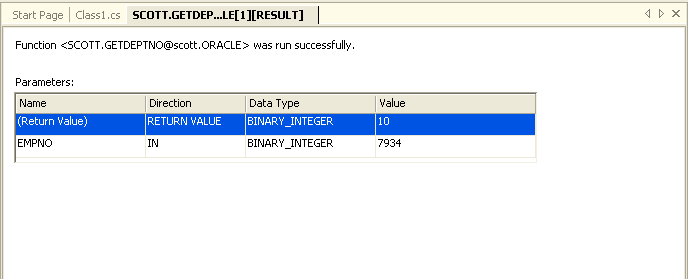 Start Page Class1.cs SCOTT.GETDEP...LE[1][RESULT]
Function <SCOTT.GETDEPTNO@scott.ORACLE> was run successfully.
Parameters:
Name Direction Data Type Value
(Return Value) RETURN VALUE BINARY_INTEGER 10
EMPNO IN BINARY_INTEGER 7934